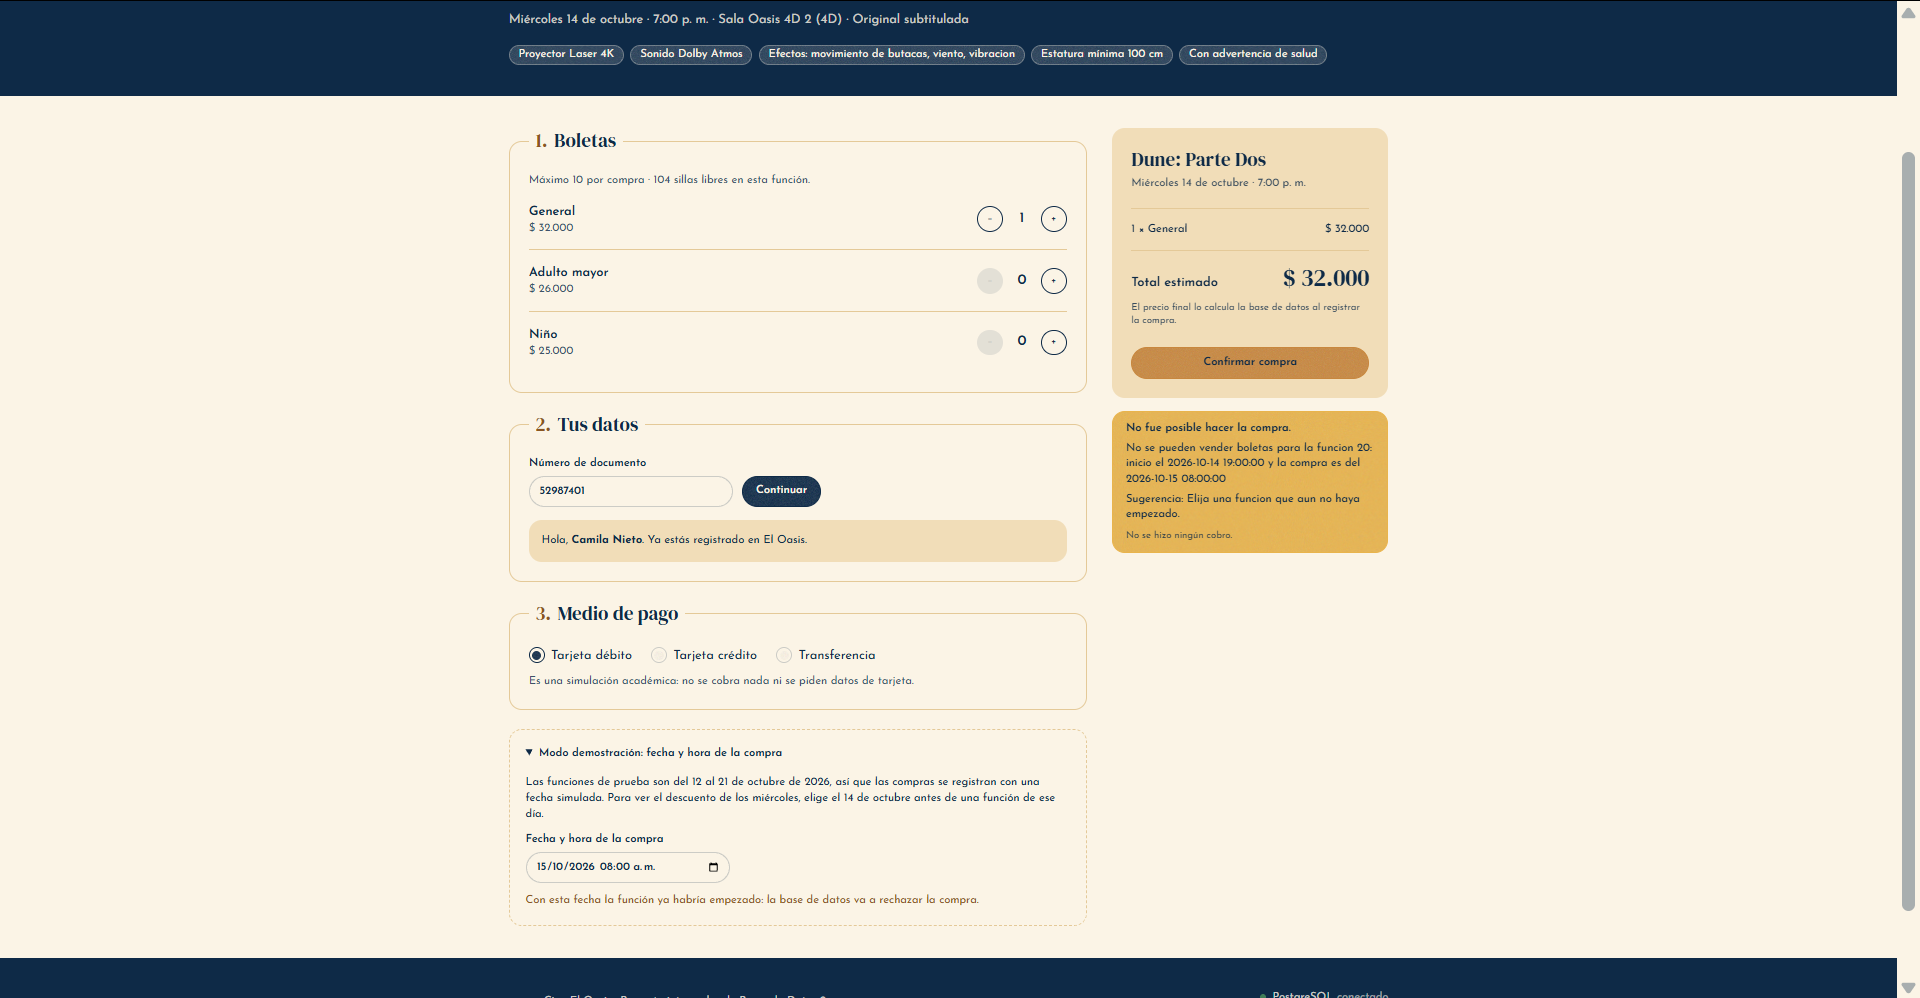 Miércoles 14 de octubre · 7:00 p. m. · Sala Oasis 4D 2 (4D) · Original subtitulada
Proyector Laser 4K
Sonido Dolby Atmos
Efectos: movimiento de butacas, viento, vibracion
Estatura mínima 100 cm
Con advertencia de salud
1. Boletas
Máximo 10 por compra · 104 sillas libres en esta función.
General
$ 32.000
- 1 +
Adulto mayor
$ 26.000
- 0 +
Niño
$ 25.000
- 0 +
2. Tus datos
Número de documento
52987401
Continuar
Hola, Camila Nieto. Ya estás registrado en El Oasis.
3. Medio de pago
Tarjeta débito
Tarjeta crédito
Transferencia
Es una simulación académica: no se cobra nada ni se piden datos de tarjeta.
▼ Modo demostración: fecha y hora de la compra
Las funciones de prueba son del 12 al 21 de octubre de 2026, así que las compras se registran con una
fecha simulada. Para ver el descuento de los miércoles, elige el 14 de octubre antes de una función de ese
día.
Fecha y hora de la compra
15/10/2026 08:00 a.m.
Con esta fecha la función ya habría empezado: la base de datos va a rechazar la compra.
Dune: Parte Dos
Miércoles 14 de octubre · 7:00 p. m.
1 × General $ 32.000
Total estimado $ 32.000
El precio final lo calcula la base de datos al registrar
la compra.
Confirmar compra
No fue posible hacer la compra.
No se pueden vender boletas para la funcion 20:
inicio el 2026-10-14 19:00:00 y la compra es del
2026-10-15 08:00:00
Sugerencia: Elija una funcion que aun no haya
empezado.
No se hizo ningún cobro.
PostgreSQL conectado